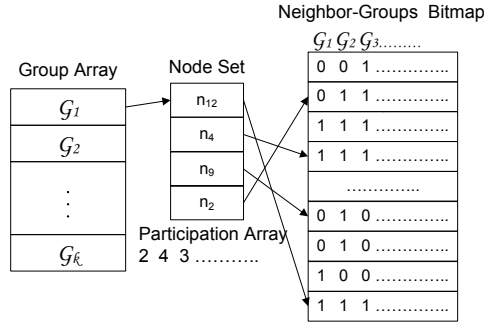 Neighbor-Groups Bitmap
G1 G2 G3.........
Group Array
Node Set
G1
G2
⋮
Gk
n12
n4
n9
n2
Participation Array
2 4 3 ...........
0 0 1 ..............
0 1 1 ..............
1 1 1 ..............
1 1 1 ..............
..............
0 1 0 ..............
0 1 0 ..............
1 0 0 ..............
1 1 1 ..............